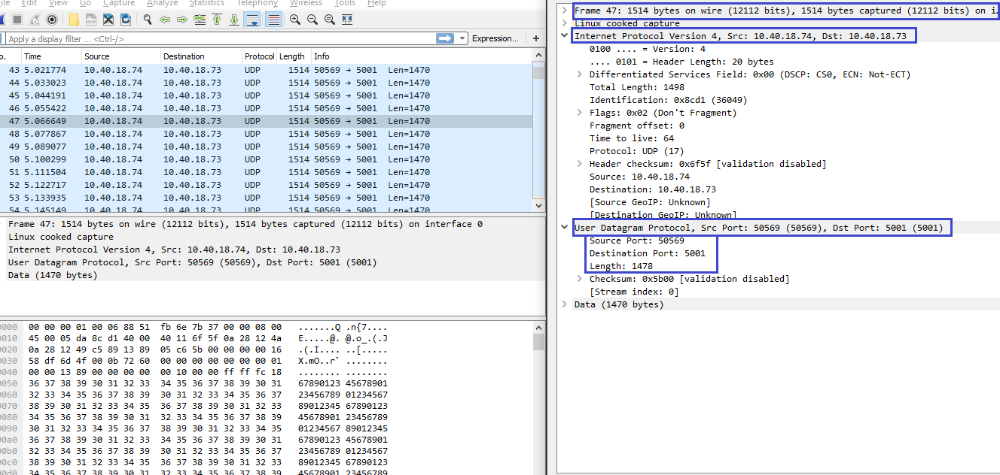 File Edit View Go Capture Analyze Statistics Telephony Wireless Tools Help
Apply a display filter ... <Ctrl-/>
Expression... +
o. Time Source Destination Protocol Length Info
43 5.021774 10.40.18.74 10.40.18.73 UDP 1514 50569 → 5001 Len=1470
44 5.033023 10.40.18.74 10.40.18.73 UDP 1514 50569 → 5001 Len=1470
45 5.044191 10.40.18.74 10.40.18.73 UDP 1514 50569 → 5001 Len=1470
46 5.055422 10.40.18.74 10.40.18.73 UDP 1514 50569 → 5001 Len=1470
47 5.066649 10.40.18.74 10.40.18.73 UDP 1514 50569 → 5001 Len=1470
48 5.077867 10.40.18.74 10.40.18.73 UDP 1514 50569 → 5001 Len=1470
49 5.089077 10.40.18.74 10.40.18.73 UDP 1514 50569 → 5001 Len=1470
50 5.100299 10.40.18.74 10.40.18.73 UDP 1514 50569 → 5001 Len=1470
51 5.111504 10.40.18.74 10.40.18.73 UDP 1514 50569 → 5001 Len=1470
52 5.122717 10.40.18.74 10.40.18.73 UDP 1514 50569 → 5001 Len=1470
53 5.133935 10.40.18.74 10.40.18.73 UDP 1514 50569 → 5001 Len=1470
54 5.145149 10.40.18.74 10.40.18.73 UDP 1514 50569 → 5001 Len=1470
Frame 47: 1514 bytes on wire (12112 bits), 1514 bytes captured (12112 bits) on interface 0
Linux cooked capture
Internet Protocol Version 4, Src: 10.40.18.74, Dst: 10.40.18.73
User Datagram Protocol, Src Port: 50569 (50569), Dst Port: 5001 (5001)
Data (1470 bytes)
0000 00 00 00 01 00 06 88 51 fb 6e 7b 37 00 00 08 00 .......Q .n{7....
0010 45 00 05 da 8c d1 40 00 40 11 6f 5f 0a 28 12 4a E.....@. @.o_.(.J
0020 0a 28 12 49 c5 89 13 89 05 c6 5b 00 00 00 00 16 .(.I.... ..[.....
0030 58 df 6d 4f 00 0b 72 60 00 00 00 00 00 00 00 01 X.mO..r` ........
0040 00 00 13 89 00 00 00 00 00 10 00 00 ff ff fc 18 ........ ........
0050 36 37 38 39 30 31 32 33 34 35 36 37 38 39 30 31 67890123 45678901
0060 32 33 34 35 36 37 38 39 30 31 32 33 34 35 36 37 23456789 01234567
0070 38 39 30 31 32 33 34 35 36 37 38 39 30 31 32 33 89012345 67890123
0080 34 35 36 37 38 39 30 31 32 33 34 35 36 37 38 39 45678901 23456789
0090 30 31 32 33 34 35 36 37 38 39 30 31 32 33 34 35 01234567 89012345
00a0 36 37 38 39 30 31 32 33 34 35 36 37 38 39 30 31 67890123 45678901
00b0 32 33 34 35 36 37 38 39 30 31 32 33 34 35 36 37 23456789 01234567
00c0 38 39 30 31 32 33 34 35 36 37 38 39 30 31 32 33 89012345 67890123
00d0 34 35 36 37 38 39 30 31 32 33 34 35 36 37 38 39 45678901 23456789
Frame 47: 1514 bytes on wire (12112 bits), 1514 bytes captured (12112 bits) on i
Linux cooked capture
Internet Protocol Version 4, Src: 10.40.18.74, Dst: 10.40.18.73
0100 .... = Version: 4
.... 0101 = Header Length: 20 bytes
Differentiated Services Field: 0x00 (DSCP: CS0, ECN: Not-ECT)
Total Length: 1498
Identification: 0x8cd1 (36049)
Flags: 0x02 (Don't Fragment)
Fragment offset: 0
Time to live: 64
Protocol: UDP (17)
Header checksum: 0x6f5f [validation disabled]
Source: 10.40.18.74
Destination: 10.40.18.73
[Source GeoIP: Unknown]
[Destination GeoIP: Unknown]
User Datagram Protocol, Src Port: 50569 (50569), Dst Port: 5001 (5001)
Source Port: 50569
Destination Port: 5001
Length: 1478
Checksum: 0x5b00 [validation disabled]
[Stream index: 0]
Data (1470 bytes)